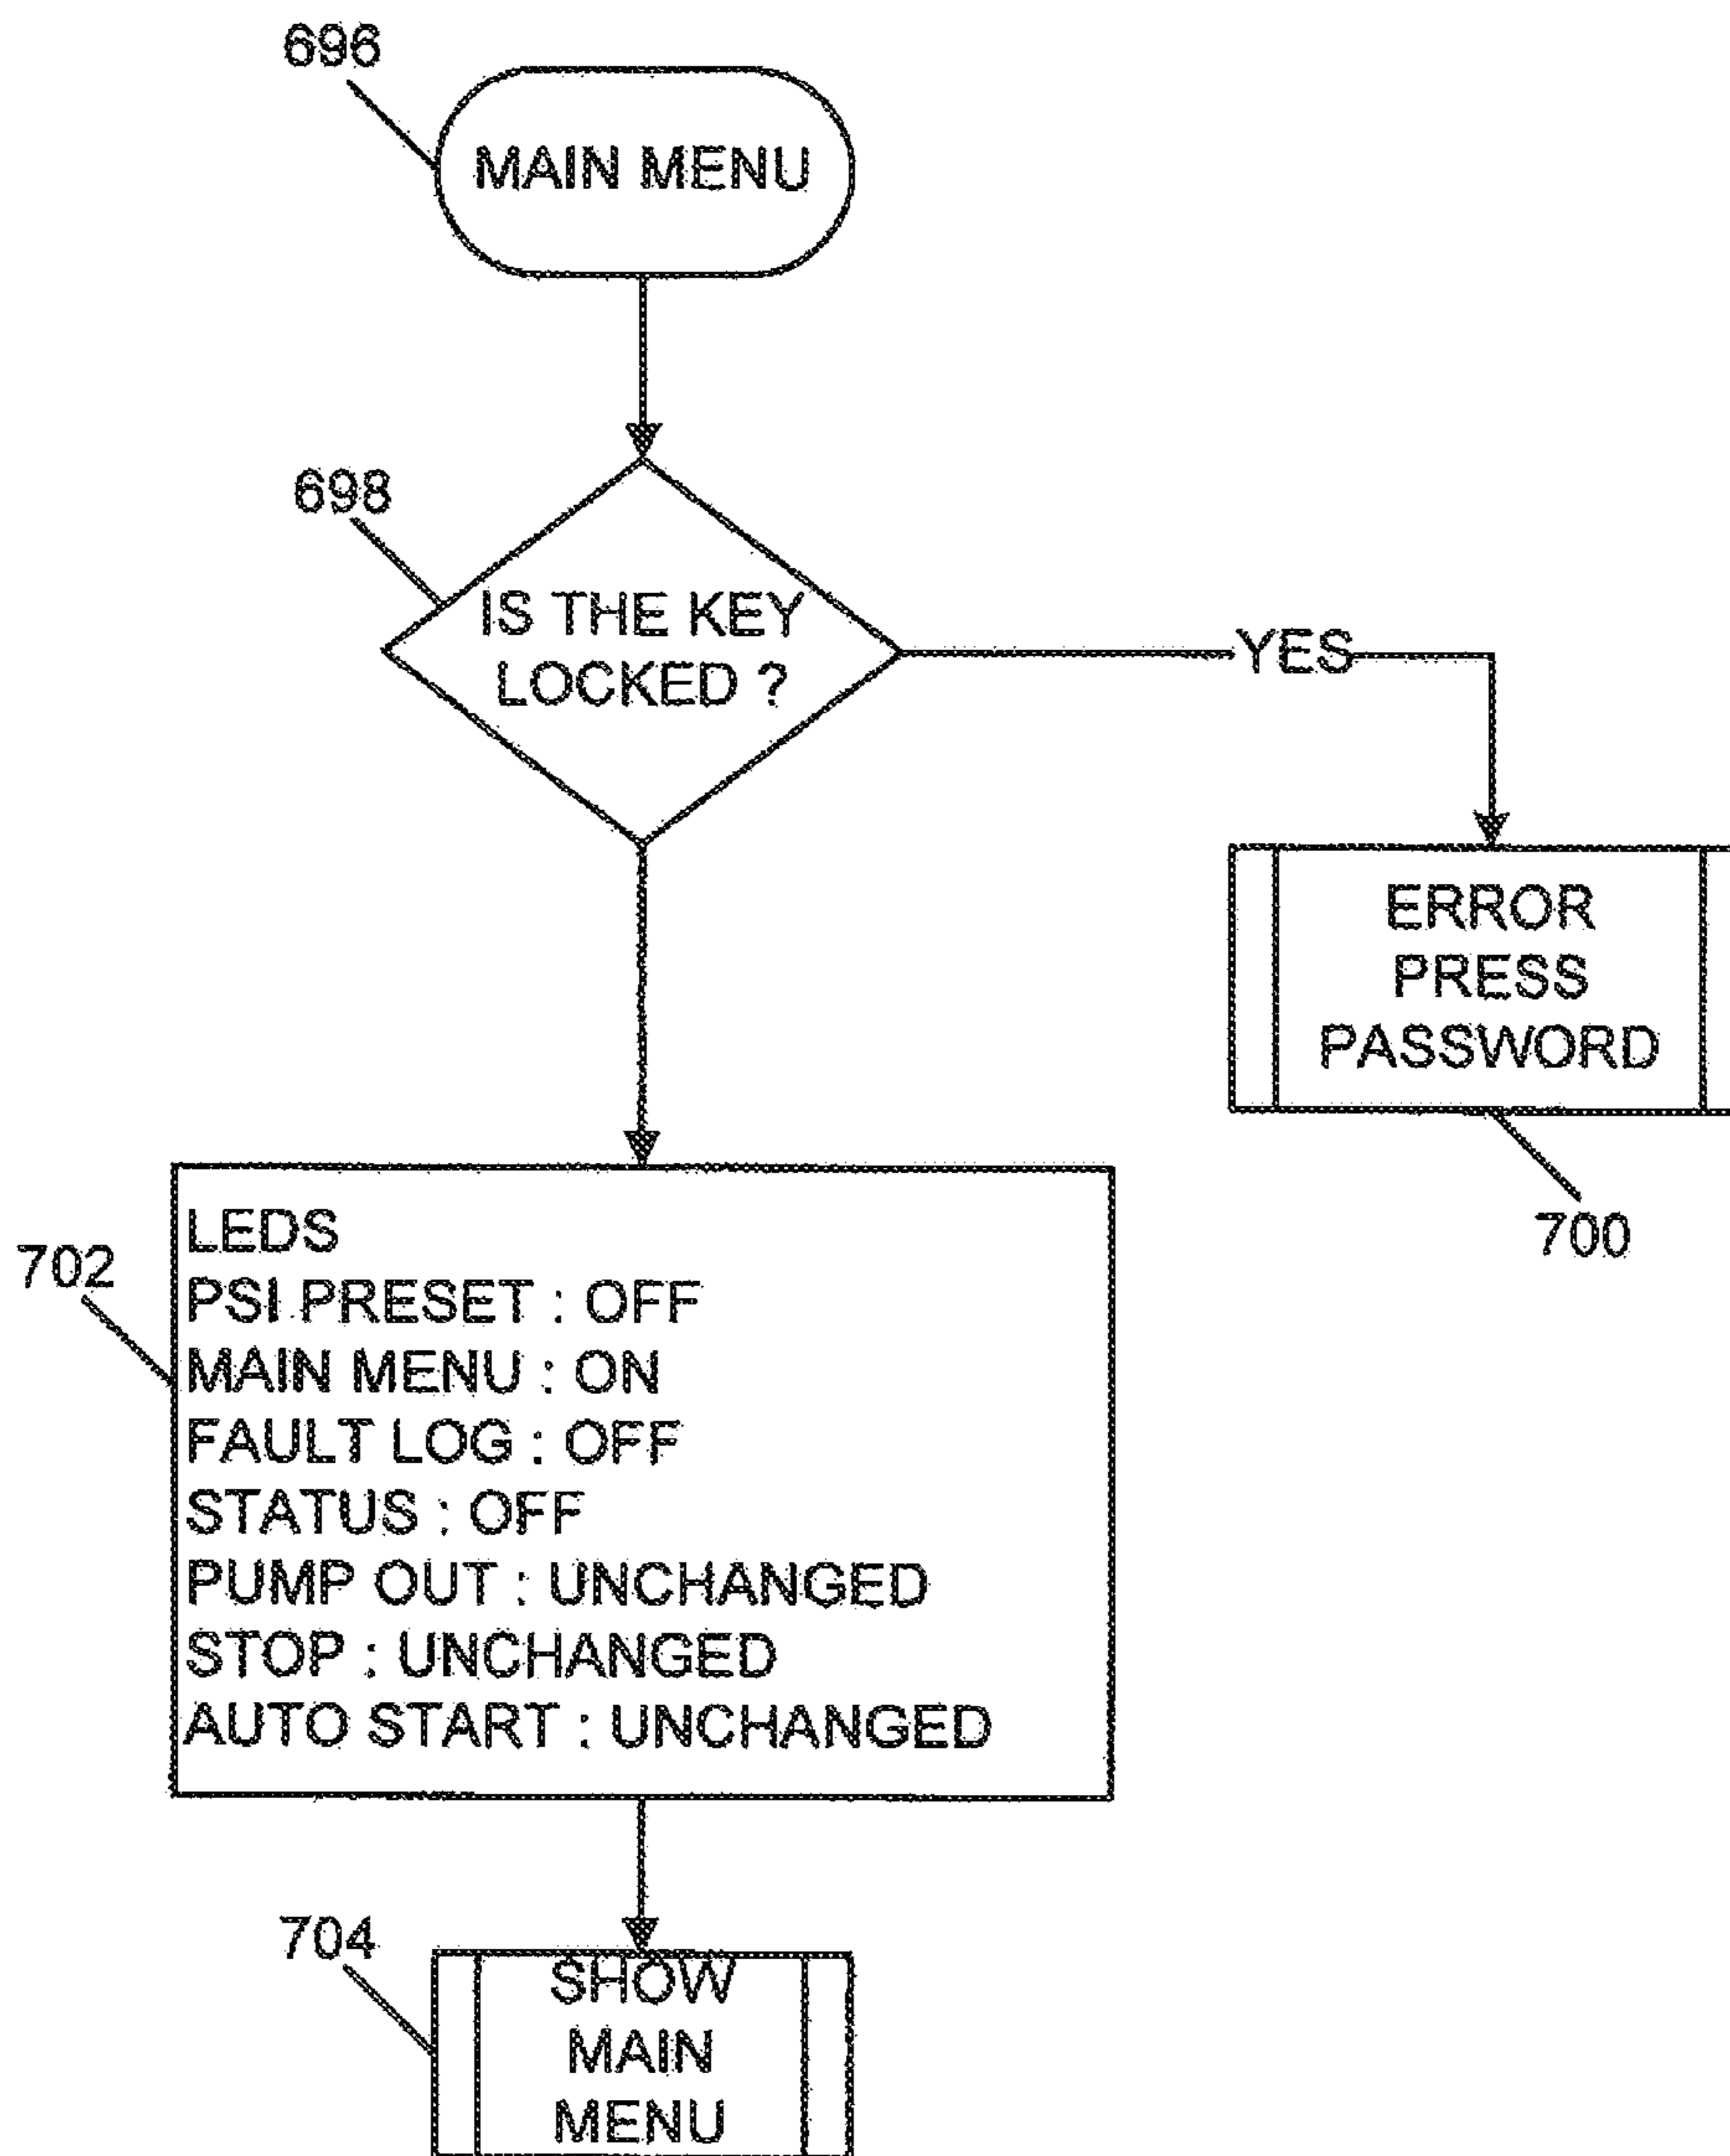 696
MAIN MENU
698
IS THE KEY
LOCKED ?
YES
ERROR
PRESS
PASSWORD
700
702
LEDS
PSI PRESET : OFF
MAIN MENU : ON
FAULT LOG : OFF
STATUS : OFF
PUMP OUT : UNCHANGED
STOP : UNCHANGED
AUTO START : UNCHANGED
704
SHOW
MAIN
MENU